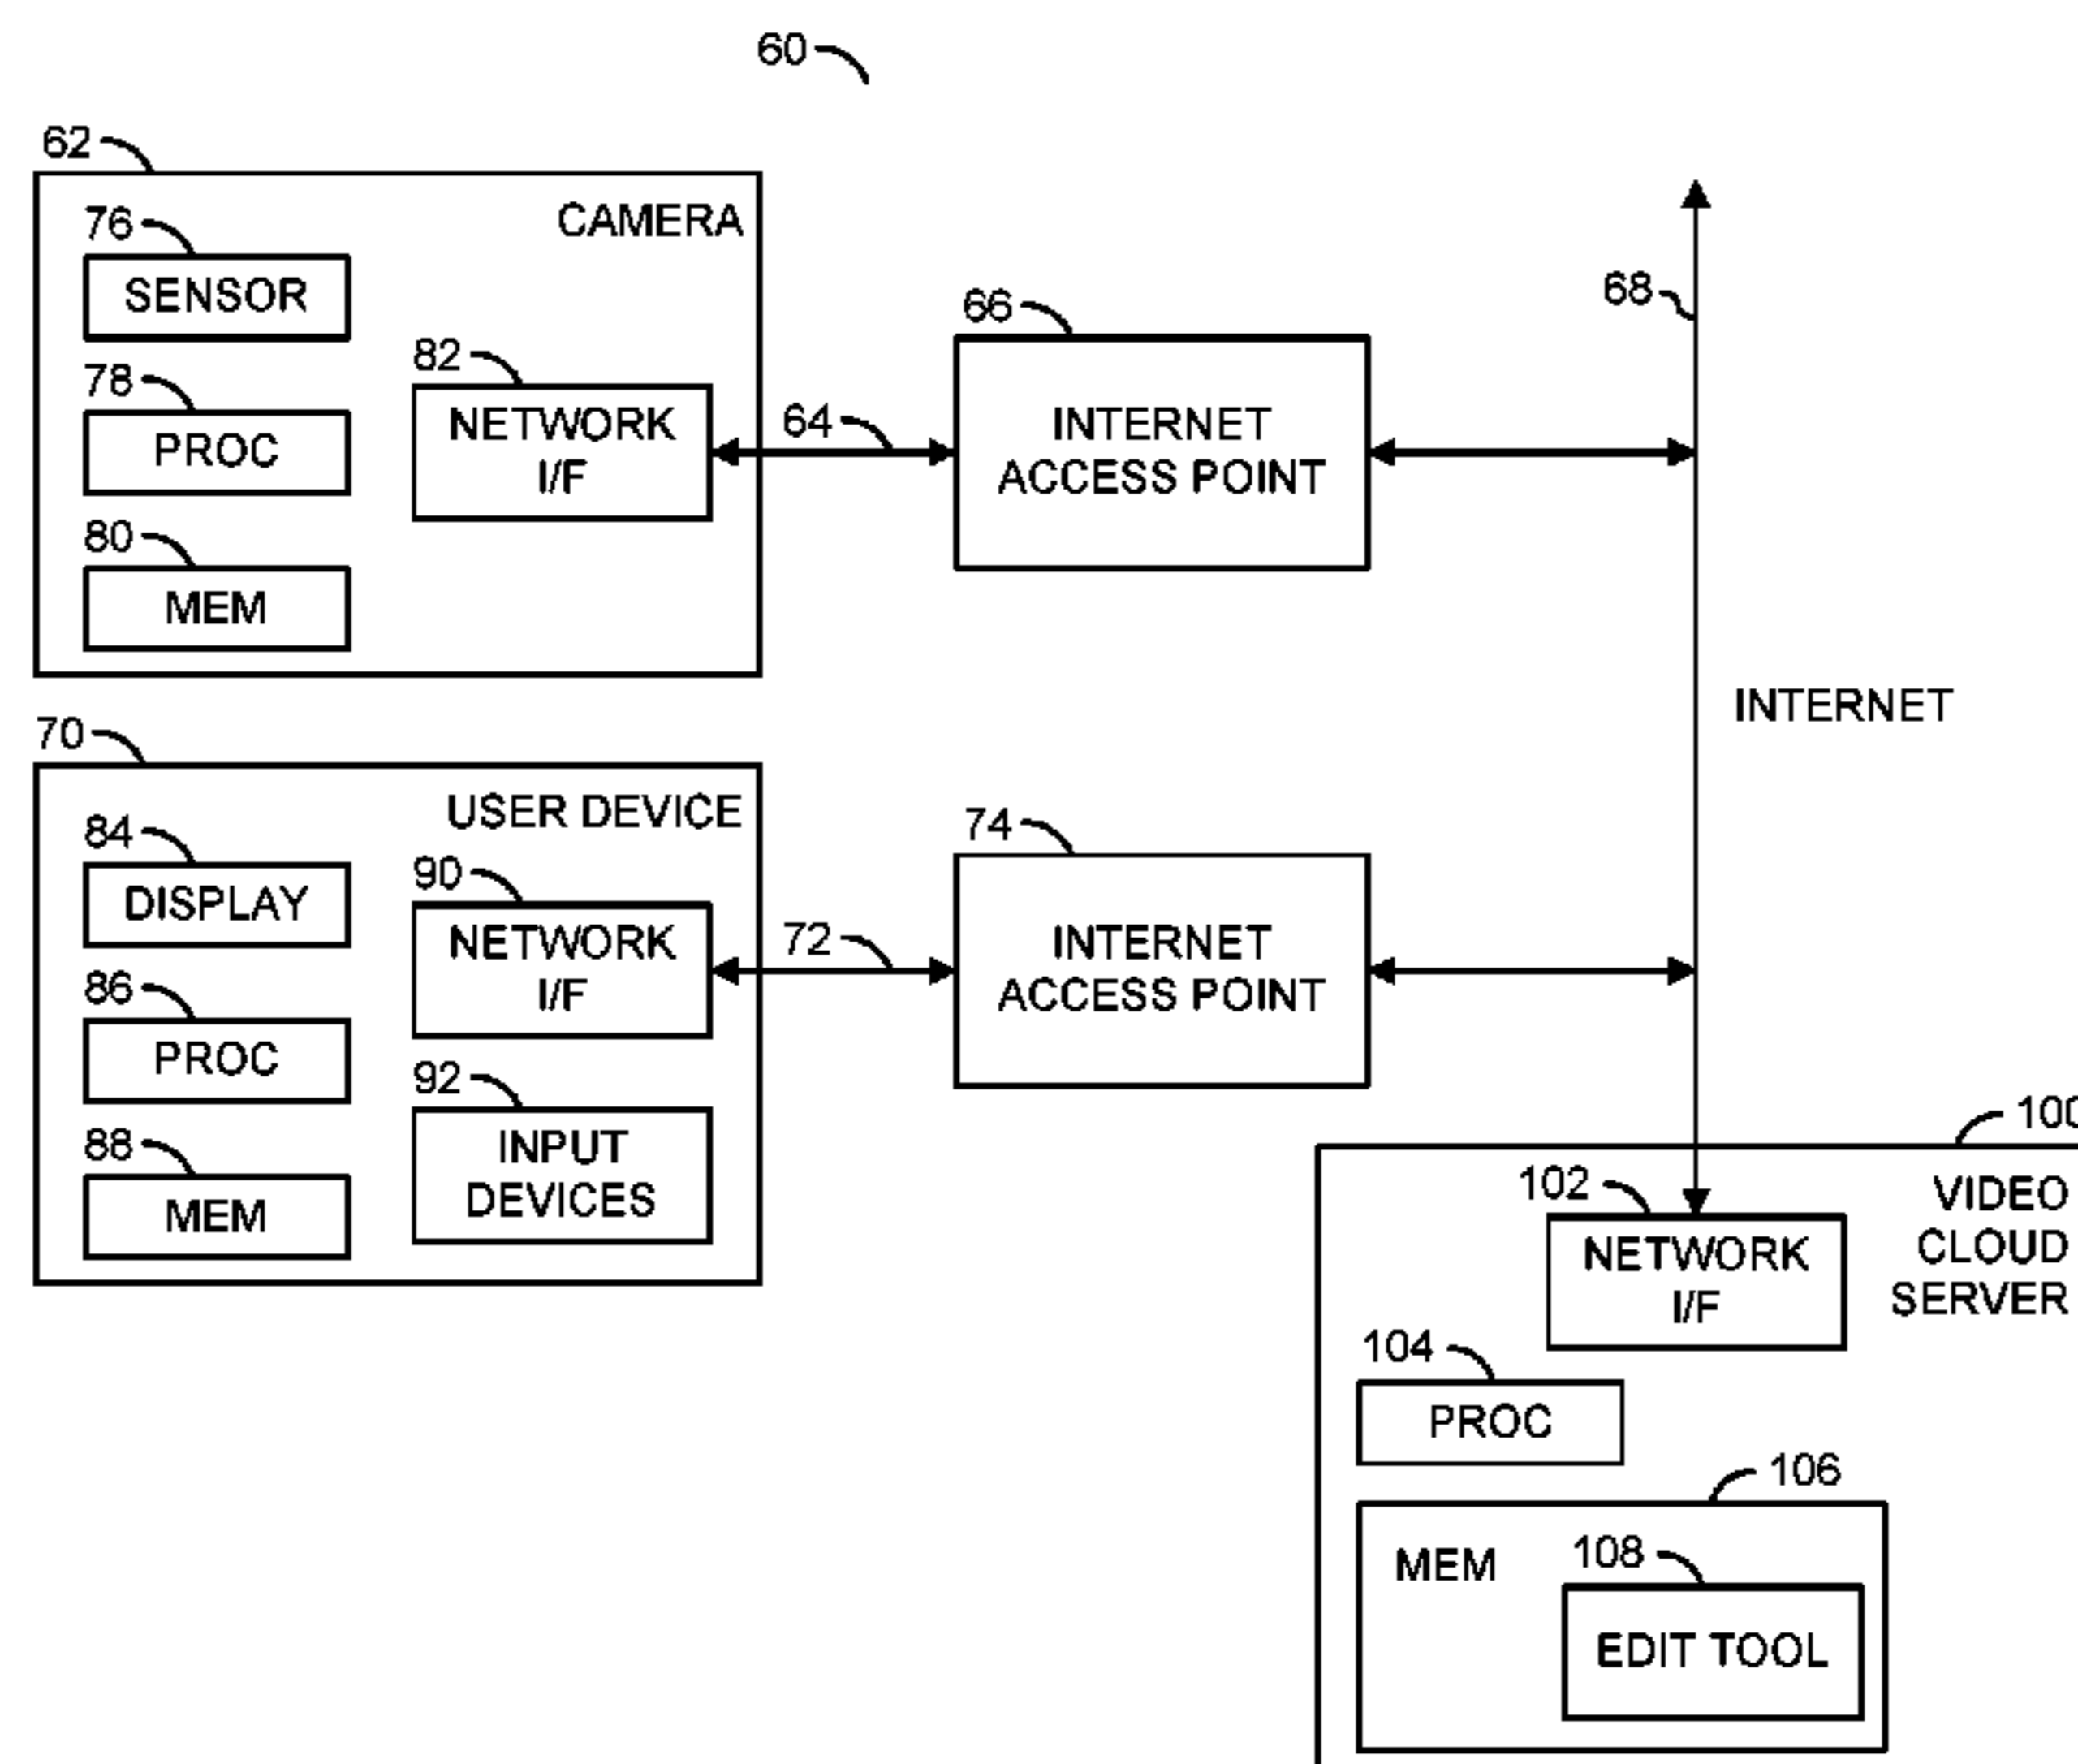 60
62
CAMERA
76
SENSOR
78
PROC
80
MEM
82
NETWORK
I/F
64
66
INTERNET
ACCESS POINT
68
INTERNET
70
USER DEVICE
84
DISPLAY
86
PROC
88
MEM
90
NETWORK
I/F
92
INPUT
DEVICES
72
74
INTERNET
ACCESS POINT
100
VIDEO
CLOUD
SERVER
102
NETWORK
I/F
104
PROC
106
MEM
108
EDIT TOOL